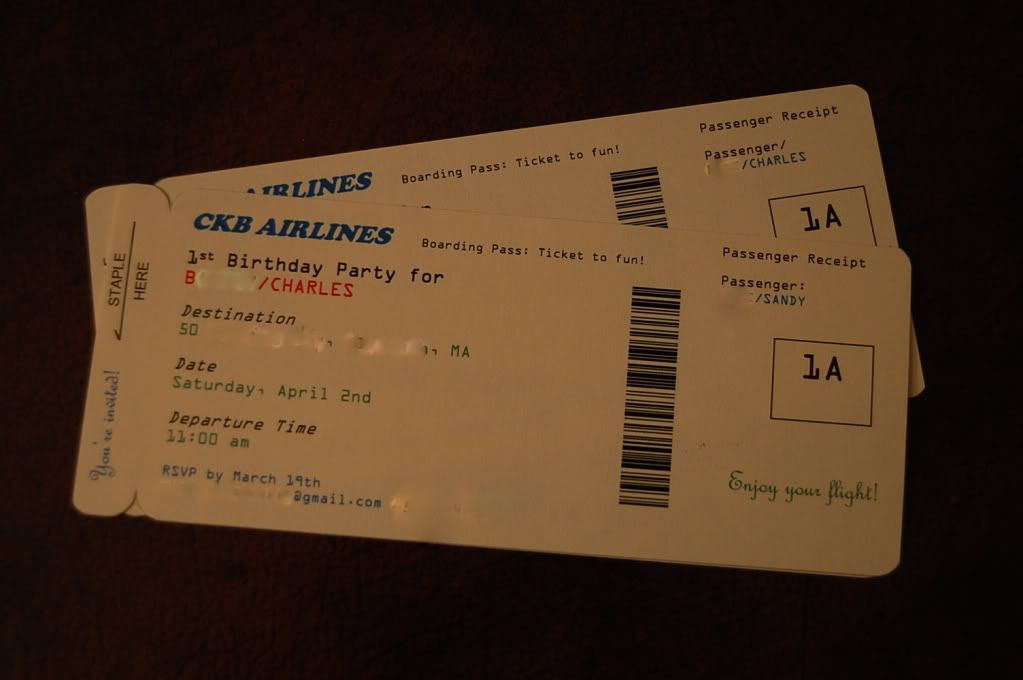 Passenger Receipt
Passenger/
/CHARLES
1A
AIRLINES
Boarding Pass: Ticket to fun!
CKB AIRLINES
Boarding Pass: Ticket to fun!
1st Birthday Party for
B /CHARLES
Destination
50 , MA
Date
Saturday, April 2nd
Departure Time
11:00 am
RSVP by March 19th
@gmail.com
STAPLE
HERE
You're invited!
Passenger Receipt
Passenger:
/SANDY
1A
Enjoy your flight!